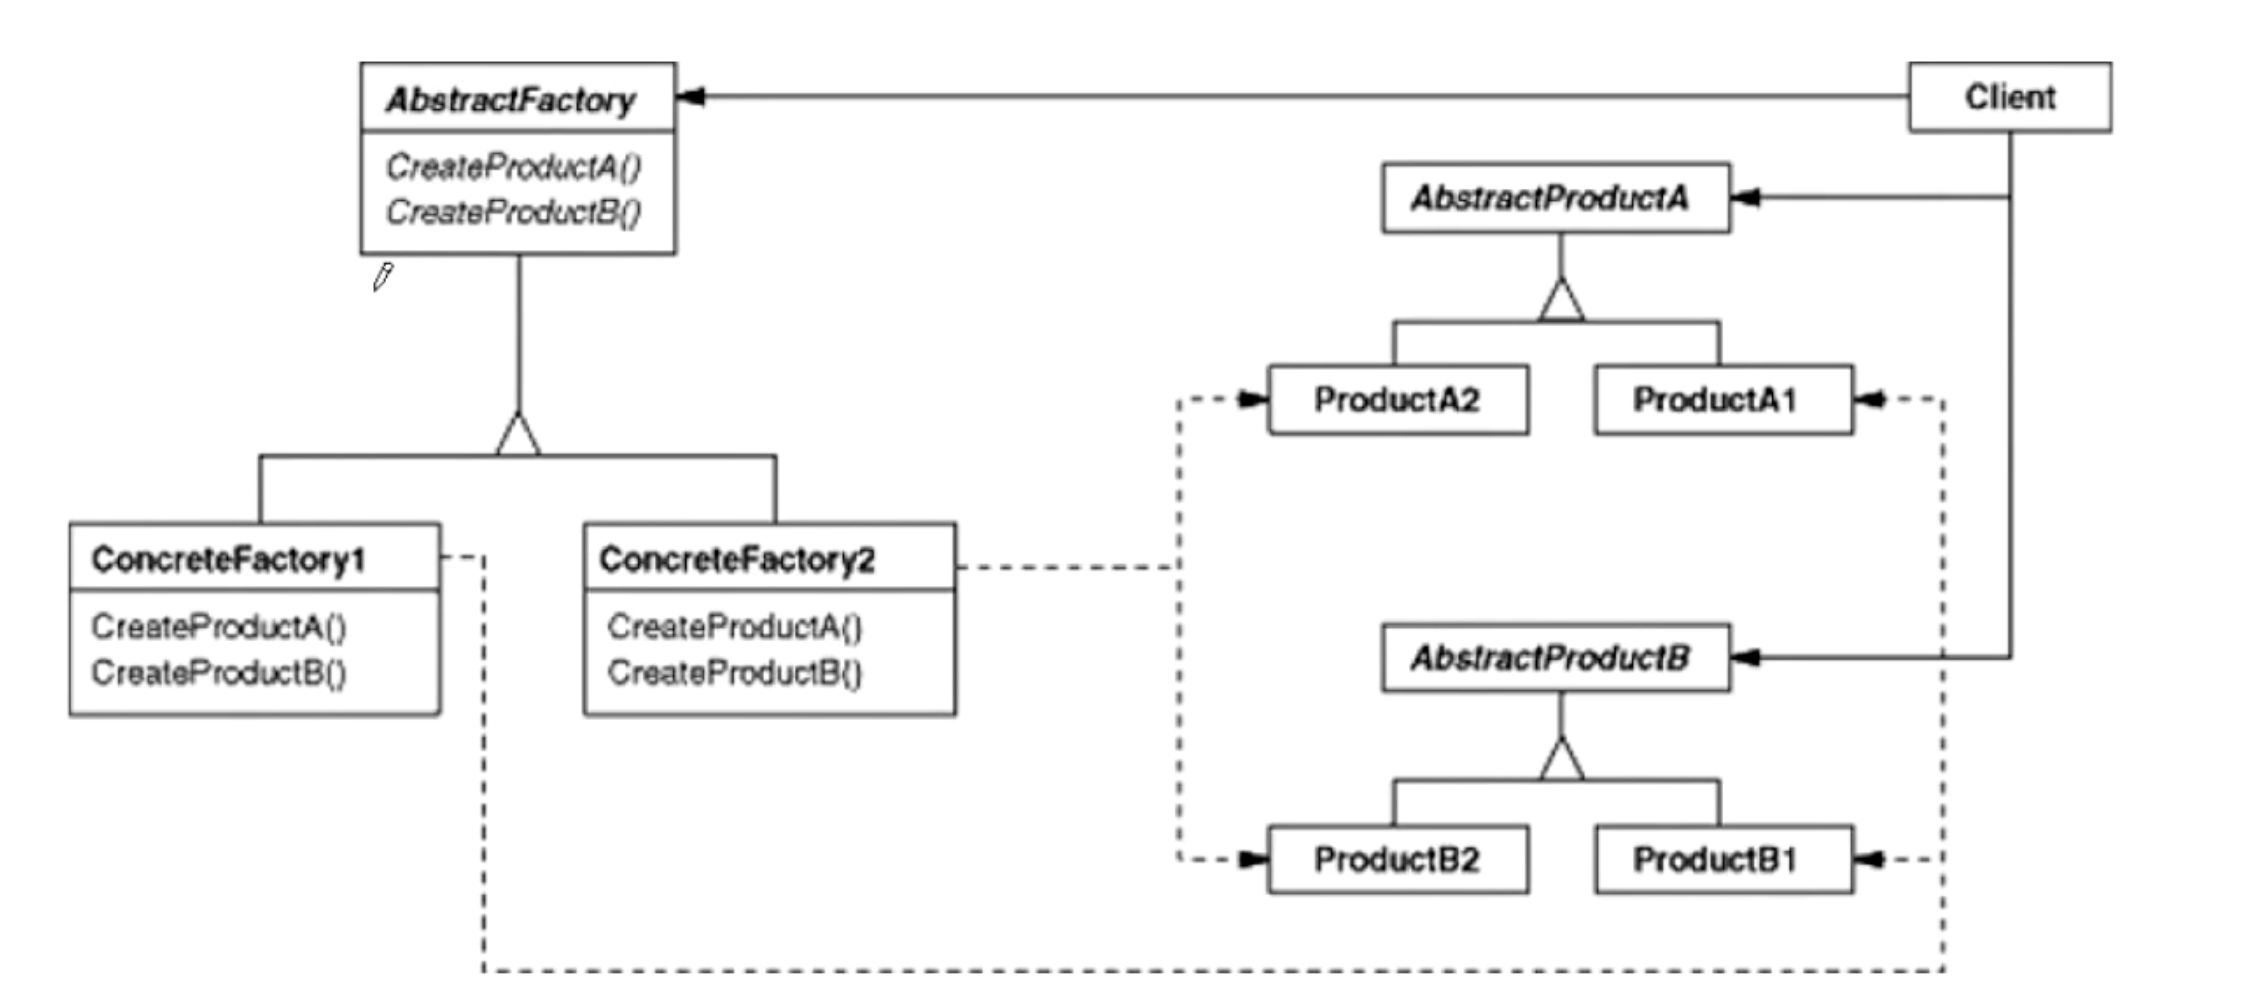 AbstractFactory
CreateProductA()
CreateProductB()
Client
AbstractProductA
ProductA2
ProductA1
ConcreteFactory1
CreateProductA()
CreateProductB()
ConcreteFactory2
CreateProductA()
CreateProductB()
AbstractProductB
ProductB2
ProductB1